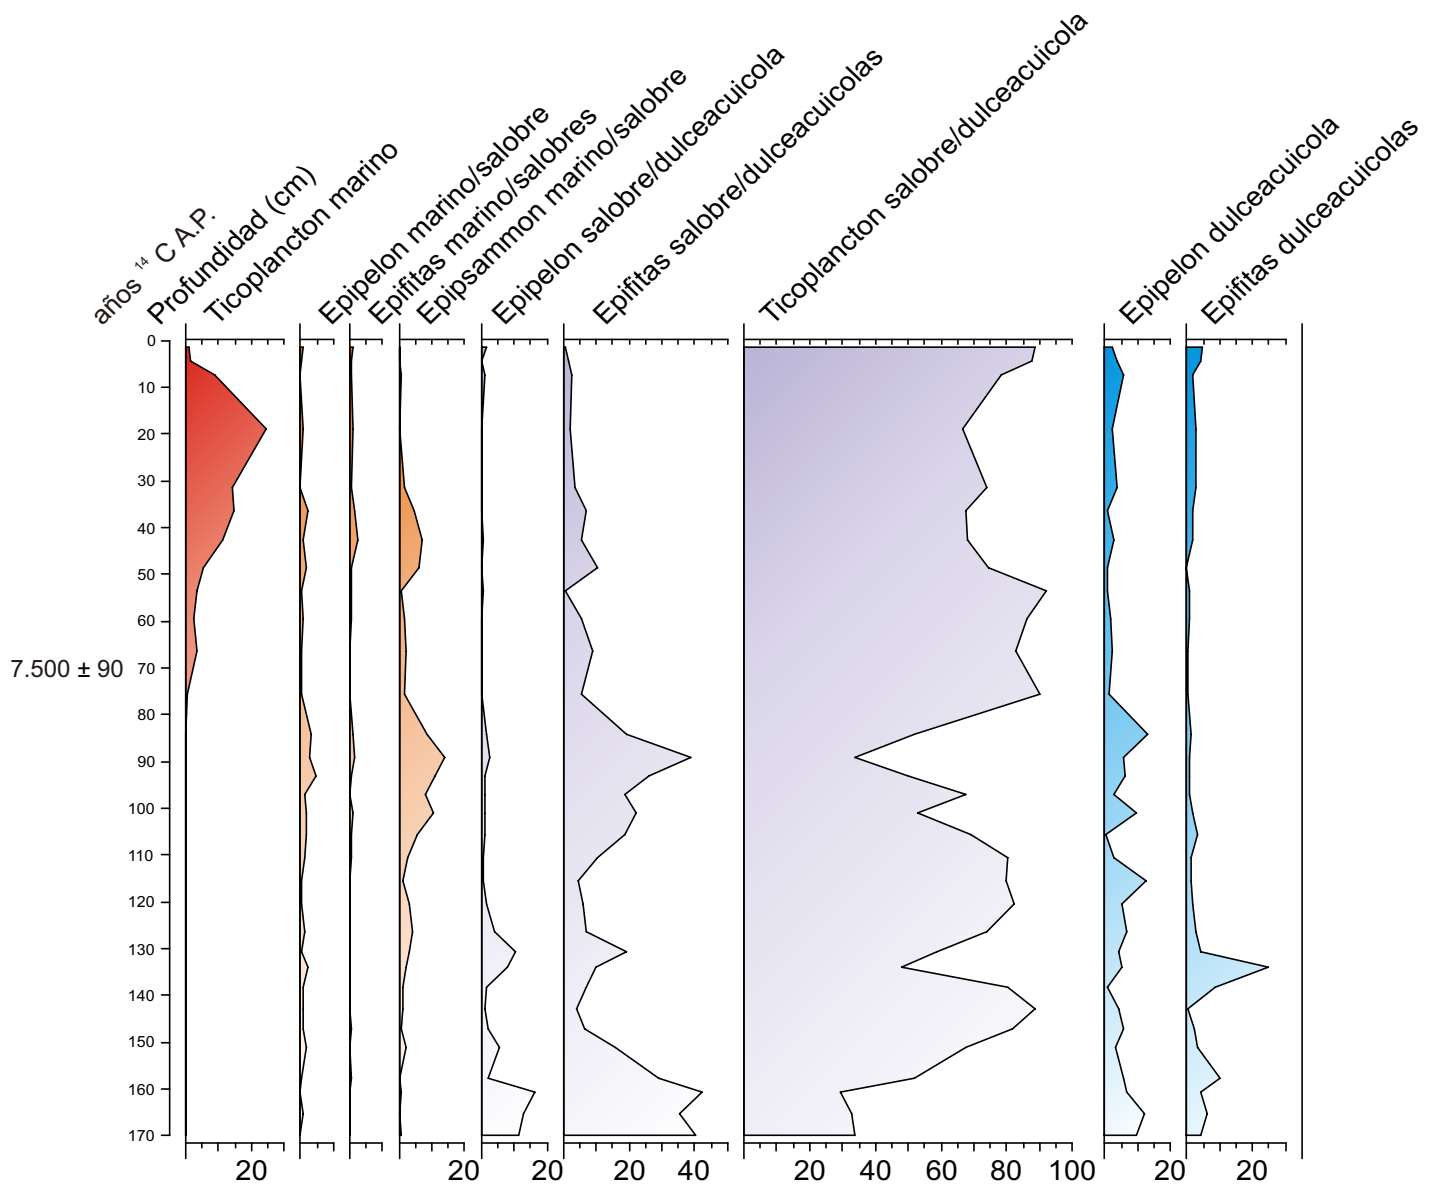 años 14 C A.P.
Profundidad (cm)
Ticoplancton marino
Epipelon marino/salobre
Epifitas marino/salobres
Epipsammon marino/salobre
Epipelon salobre/dulceacuicola
Epifitas salobre/dulceacuicolas
Ticoplancton salobre/dulceacuicola
Epipelon dulceacuicola
Epifitas dulceacuicolas
0
10
20
30
40
50
60
7.500 ± 90
70
80
90
100
110
120
130
140
150
160
170
20 20 20 20 40 20 40 60 80 100 20 20